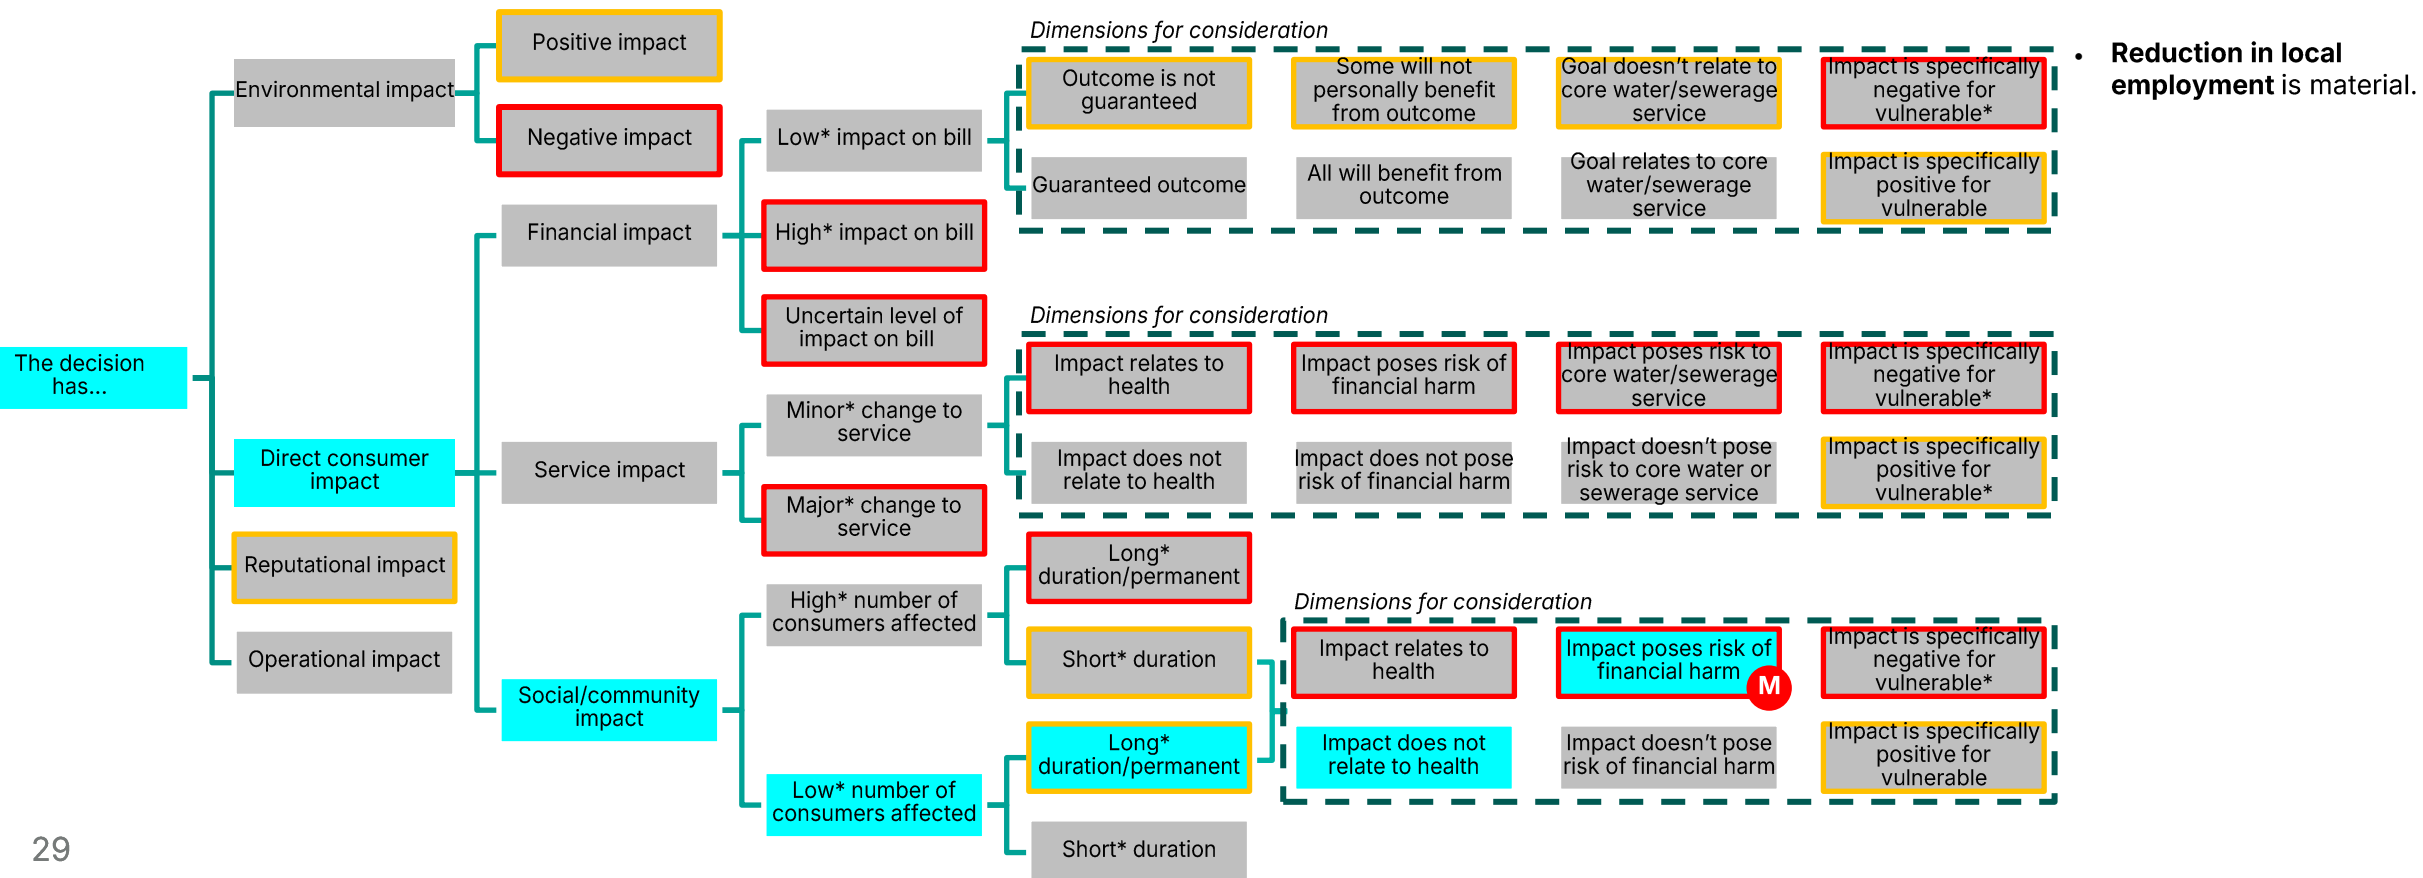 The decision
has...
Environmental impact
Direct consumer
impact
Reputational impact
Operational impact
Positive impact
Negative impact
Financial impact
Service impact
Social/community
impact
Low* impact on bill
High* impact on bill
Uncertain level of
impact on bill
Minor* change to
service
Major* change to
service
High* number of
consumers affected
Low* number of
consumers affected
Long*
duration/permanent
Short* duration
Long*
duration/permanent
Short* duration
Dimensions for consideration
Outcome is not
guaranteed
Some will not
personally benefit
from outcome
Goal doesn’t relate to
core water/sewerage
service
Impact is specifically
negative for
vulnerable*
Guaranteed outcome
All will benefit from
outcome
Goal relates to core
water/sewerage
service
Impact is specifically
positive for
vulnerable
Dimensions for consideration
Impact relates to
health
Impact poses risk of
financial harm
Impact poses risk to
core water/sewerage
service
Impact is specifically
negative for
vulnerable*
Impact does not
relate to health
Impact does not pose
risk of financial harm
Impact doesn’t pose
risk to core water or
sewerage service
Impact is specifically
positive for
vulnerable*
Dimensions for consideration
Impact relates to
health
Impact poses risk of
financial harm
M
Impact is specifically
negative for
vulnerable*
Impact does not
relate to health
Impact doesn’t pose
risk of financial harm
Impact is specifically
positive for
vulnerable
• Reduction in local
employment is material.
29